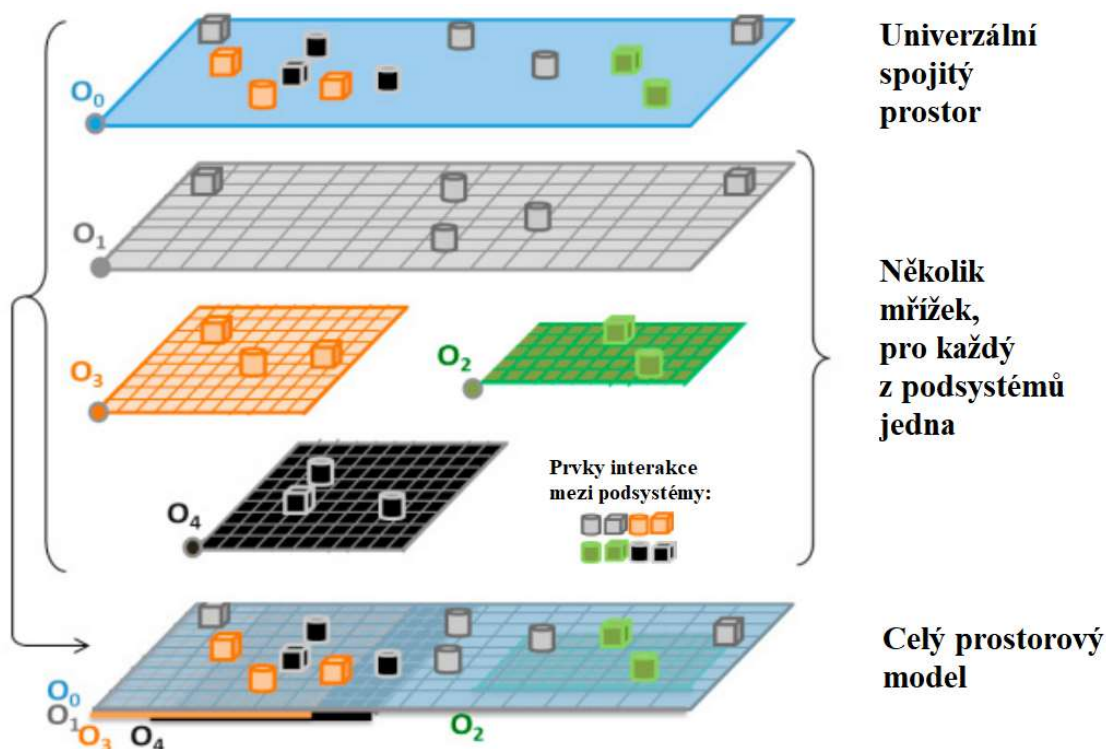 Univerzální
spojitý
prostor
O₀
O₁
Několik
mřížek,
pro každý
z podsystémů
jedna
O₃
O₂
Prvky interakce
mezi podsystémy:
O₄
Celý prostorový
model
O₀
O₁
O₂
O₃
O₄